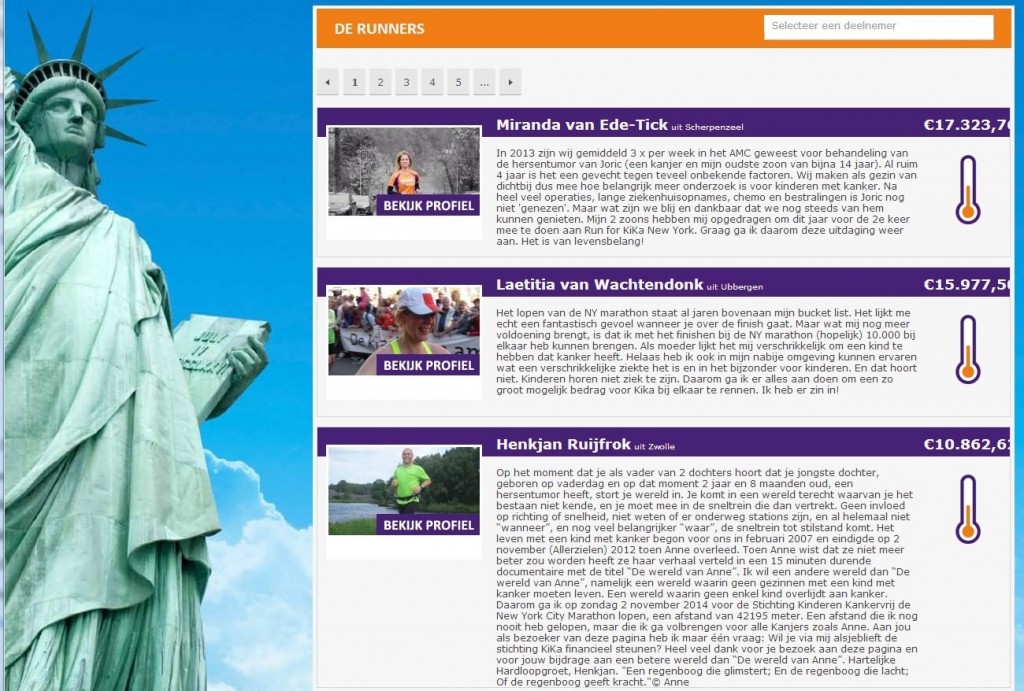 DE RUNNERS
Selecteer een deelnemer
1 2 3 4 5 ...
Miranda van Ede-Tick uit Scherpenzeel €17.323,7
In 2013 zijn wij gemiddeld 3 x per week in het AMC geweest voor behandeling van
de hersentumor van Joric (een kanjer en mijn oudste zoon van bijna 14 jaar). Al ruim
4 jaar is het een gevecht tegen teveel onbekende factoren. Wij maken als gezin van
dichtbij dus mee hoe belangrijk meer onderzoek is voor kinderen met kanker. Na
heel veel operaties, lange ziekenhuisopnames, chemo en bestralingen is Joric nog
niet 'genezen'. Maar wat zijn we blij en dankbaar dat we nog steeds van hem
kunnen genieten. Mijn 2 zoons hebben mij opgedragen om dit jaar voor de 2e keer
mee te doen aan Run for KiKa New York. Graag ga ik daarom deze uitdaging weer
aan. Het is van levensbelang!
BEKIJK PROFIEL
Laetitia van Wachtendonk uit Ubbergen €15.977,5
Het lopen van de NY marathon staat al jaren bovenaan mijn bucket list. Het lijkt me
echt een fantastisch gevoel wanneer je over de finish gaat. Maar wat mij nog meer
voldoening brengt, is dat ik met het finishen bij de NY marathon (hopelijk) 10.000 bij
elkaar heb kunnen brengen. Als moeder lijkt het mij verschrikkelijk om een kind te
hebben dat kanker heeft. Helaas heb ik ook in mijn nabije omgeving kunnen ervaren
wat een verschrikkelijke ziekte het is en in het bijzonder voor kinderen. En dat hoort
niet. Kinderen horen niet ziek te zijn. Daarom ga ik er alles aan doen om een zo
groot mogelijk bedrag voor Kika bij elkaar te rennen. Ik heb er zin in!
BEKIJK PROFIEL
Henkjan Ruijfrok uit Zwolle €10.862,6
Op het moment dat je als vader van 2 dochters hoort dat je jongste dochter,
geboren op vaderdag en op dat moment 2 jaar en 8 maanden oud, een
hersentumor heeft, stort je wereld in. Je komt in een wereld terecht waarvan je het
bestaan niet kende, en je moet mee in de sneltrein die dan vertrekt. Geen invloed
op richting of snelheid, niet weten of er onderweg stations zijn, en al helemaal niet
"wanneer", en nog veel belangrijker "waar", de sneltrein tot stilstand komt. Het
leven met een kind met kanker begon voor ons in februari 2007 en eindigde op 2
november (Allerzielen) 2012 toen Anne overleed. Toen Anne wist dat ze niet meer
beter zou worden heeft ze haar verhaal verteld in een 15 minuten durende
documentaire met de titel "De wereld van Anne". Ik wil een andere wereld dan "De
wereld van Anne", namelijk een wereld waarin geen gezinnen met een kind met
kanker moeten leven. Een wereld waarin geen enkel kind overlijdt aan kanker.
Daarom ga ik op zondag 2 november 2014 voor de Stichting Kinderen Kankervrij de
New York City Marathon lopen, een afstand van 42195 meter. Een afstand die ik nog
nooit heb gelopen, maar die ik ga volbrengen voor alle Kanjers zoals Anne. Aan jou
als bezoeker van deze pagina heb ik maar één vraag: Wil je via mij alsjeblieft de
stichting KiKa financieel steunen? Heel veel dank voor je bezoek aan deze pagina en
voor jouw bijdrage aan een betere wereld dan "De wereld van Anne". Hartelijke
Hardloopgroet, Henkjan. "Een regenboog die glimstert; En de regenboog die lacht;
Of de regenboog geeft kracht."© Anne
BEKIJK PROFIEL